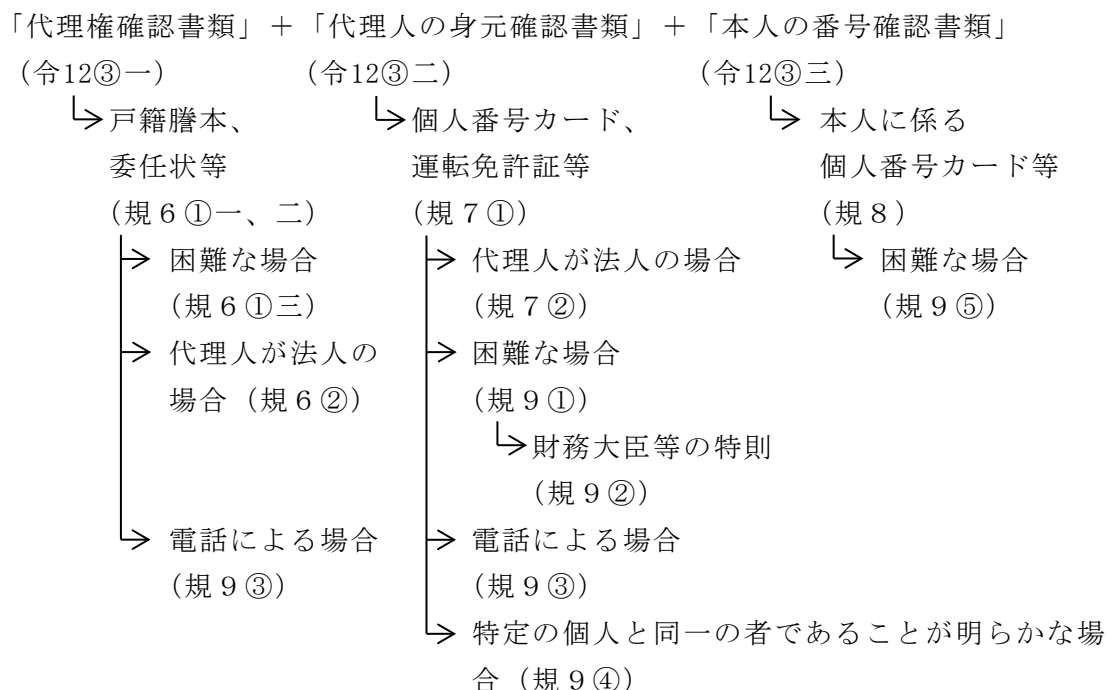 「代理権確認書類」＋「代理人の身元確認書類」＋「本人の番号確認書類」
（令12③一）
（令12③二）
（令12③三）
戸籍謄本、
委任状等
（規６①一、二）
困難な場合
（規６①三）
代理人が法人の
場合（規６②）
電話による場合
（規９③）
個人番号カード、
運転免許証等
（規７①）
代理人が法人の場合
（規７②）
困難な場合
（規９①）
財務大臣等の特則
（規９②）
電話による場合
（規９③）
特定の個人と同一の者であることが明らかな場
合（規９④）
本人に係る
個人番号カード等
（規８）
困難な場合
（規９⑤）